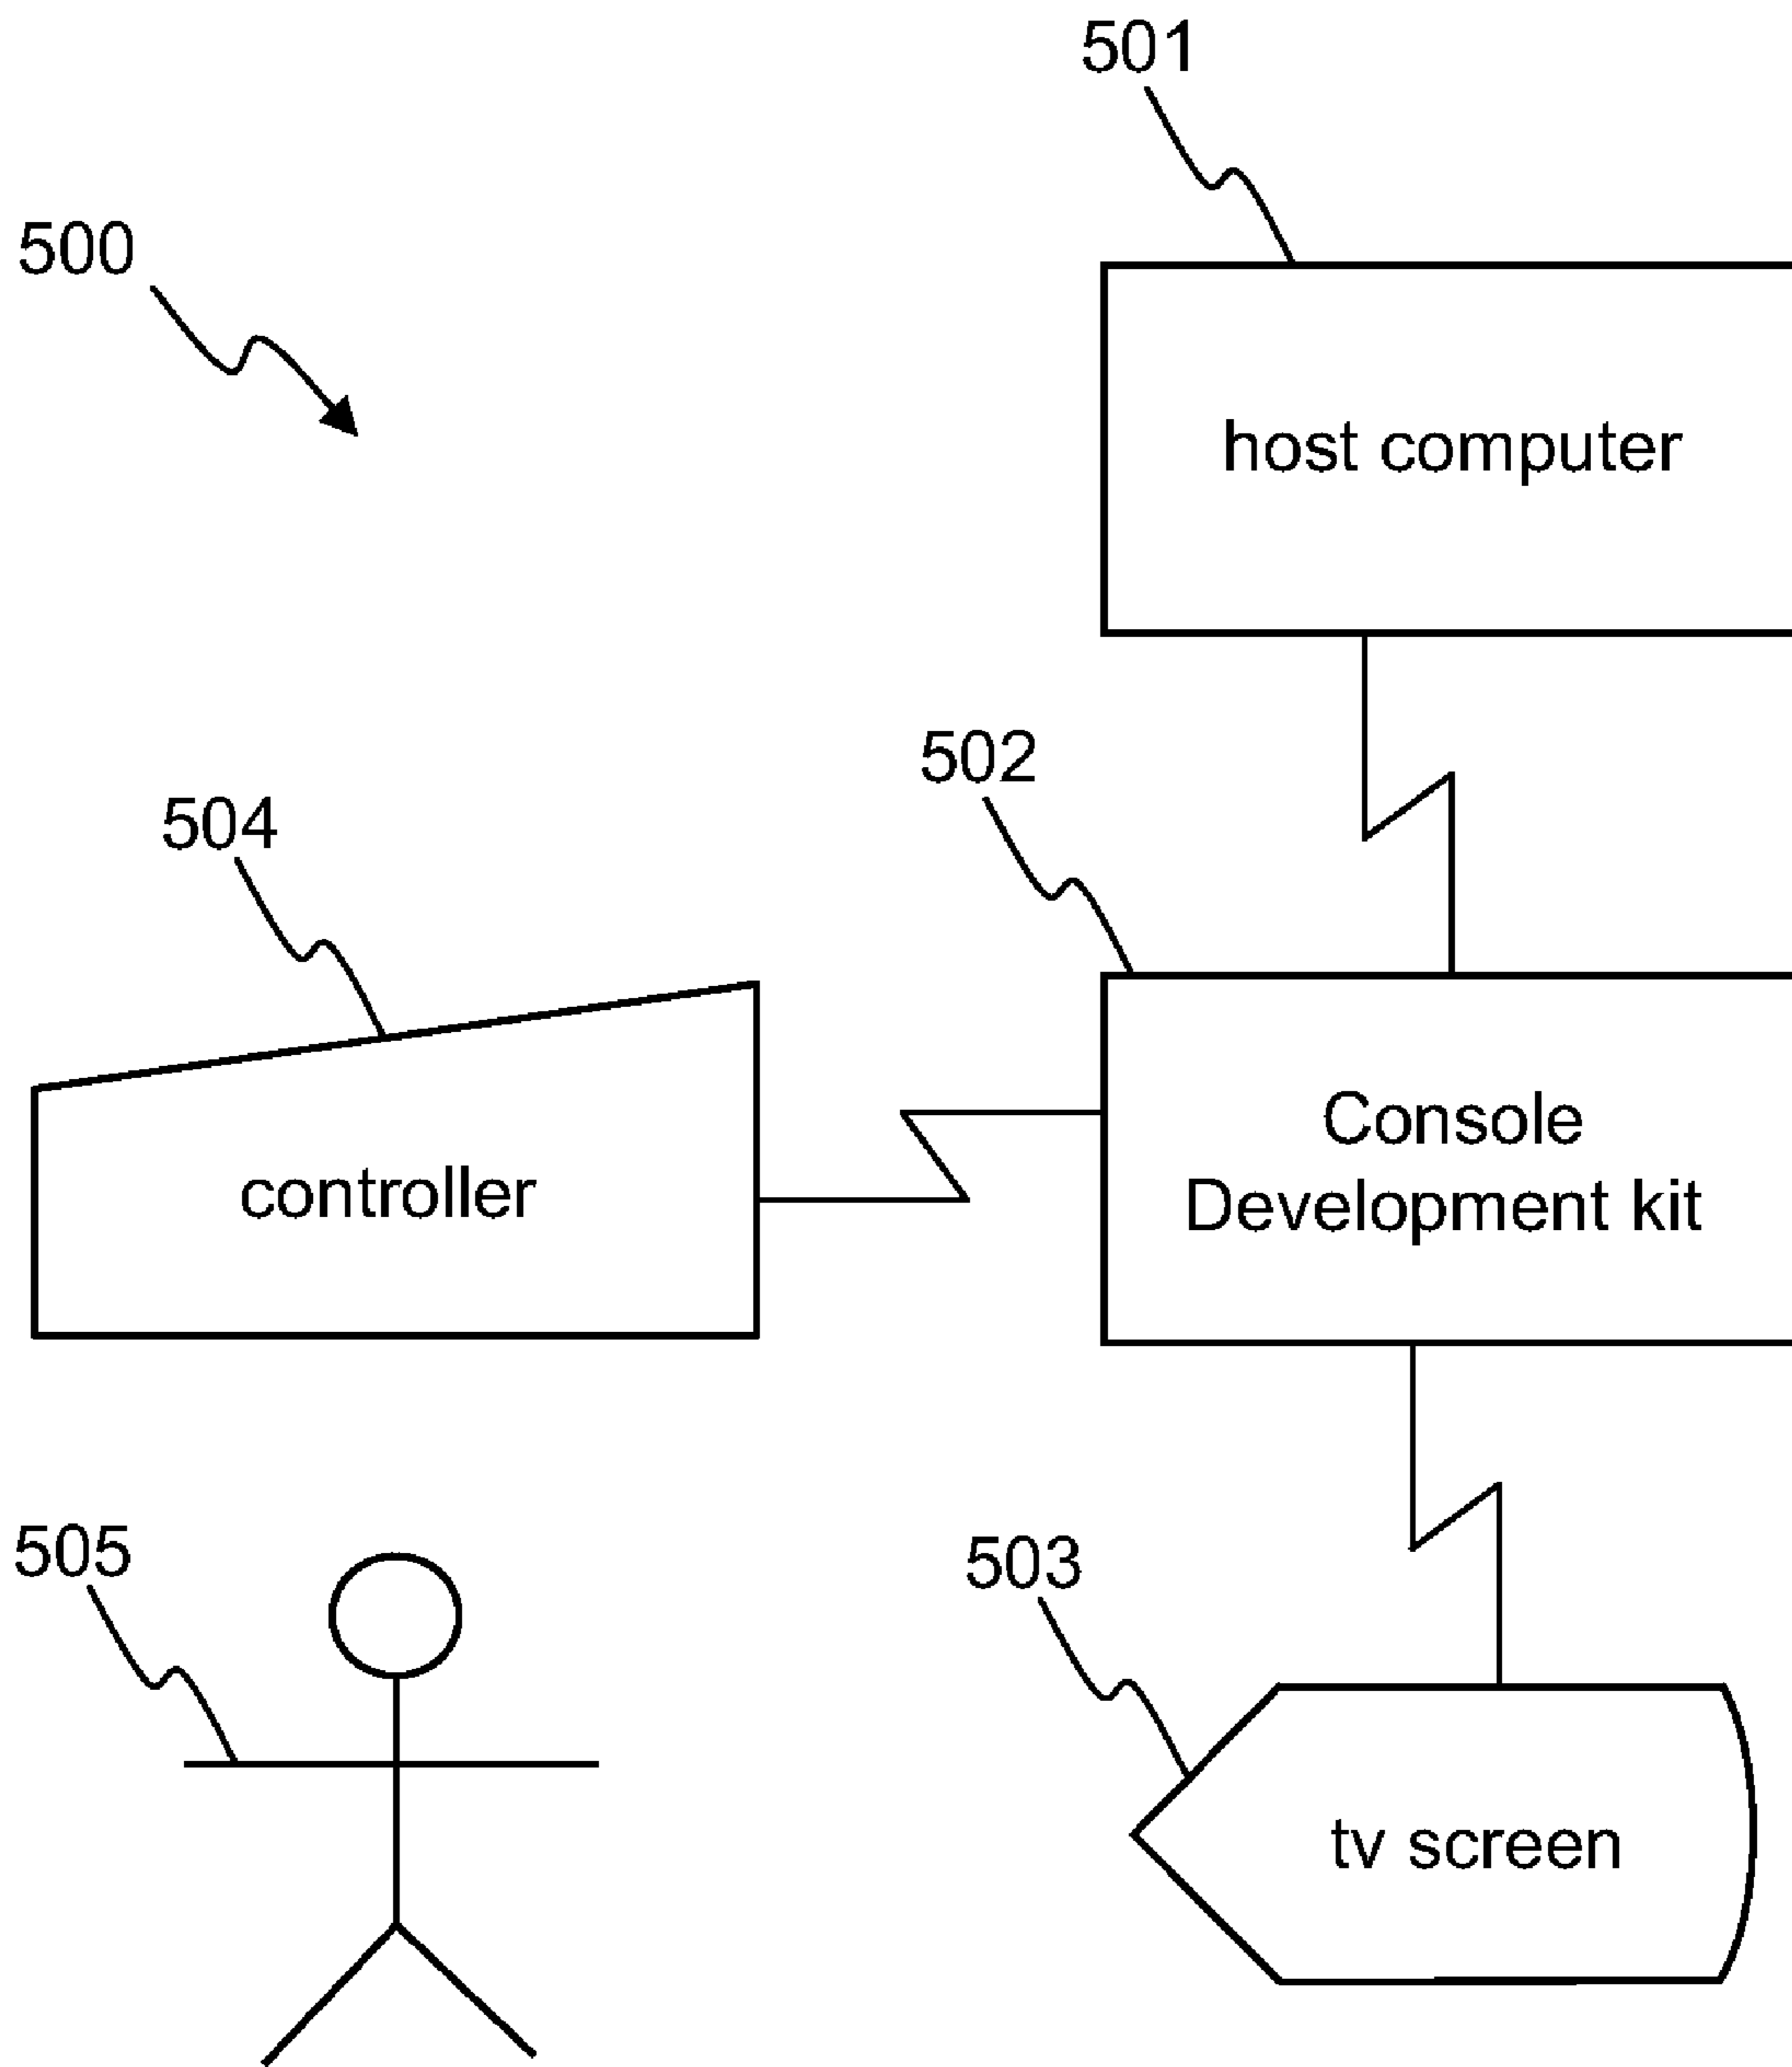 501
500
host computer
502
504
Console
Development kit
controller
505
503
tv screen